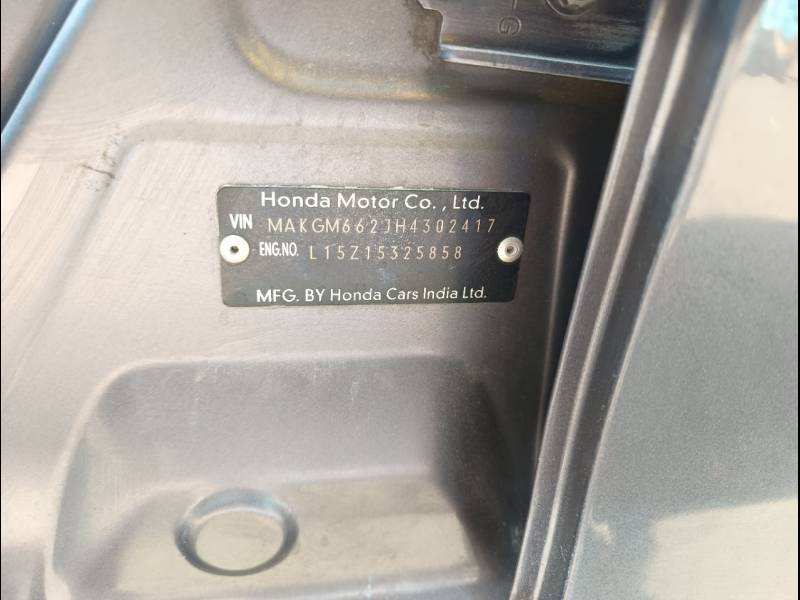 Honda Motor Co., Ltd.
VIN MAKGM662JH4302417
ENG.NO. L15Z15325858
MFG. BY Honda Cars India Ltd.